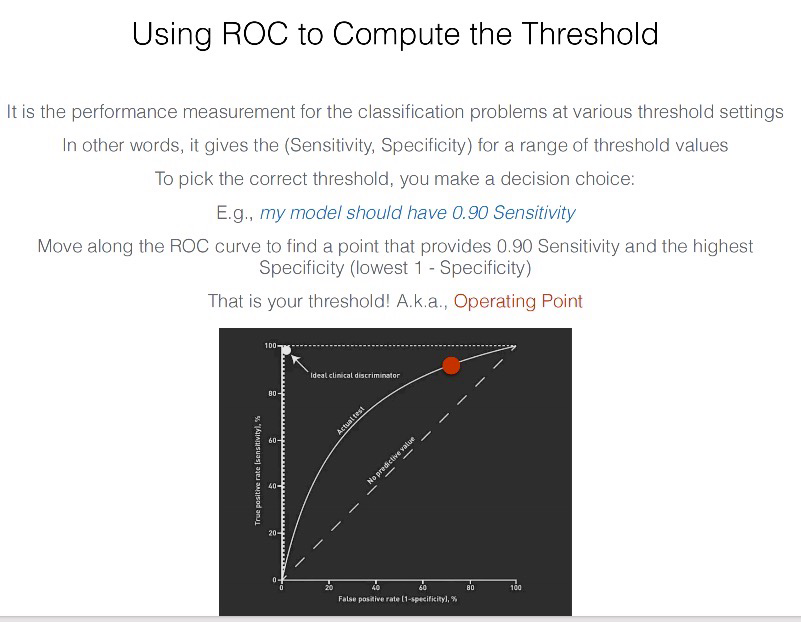 Using ROC to Compute the Threshold
It is the performance measurement for the classification problems at various threshold settings
In other words, it gives the (Sensitivity, Specificity) for a range of threshold values
To pick the correct threshold, you make a decision choice:
E.g., my model should have 0.90 Sensitivity
Move along the ROC curve to find a point that provides 0.90 Sensitivity and the highest
Specificity (lowest 1 - Specificity)
That is your threshold! A.k.a., Operating Point
100
Ideal clinical discriminator
80
Actual test
60
No predictive value
40
20
0
True positive rate (sensitivity), %
0 20 40 60 80 100
False positive rate (1-specificity), %